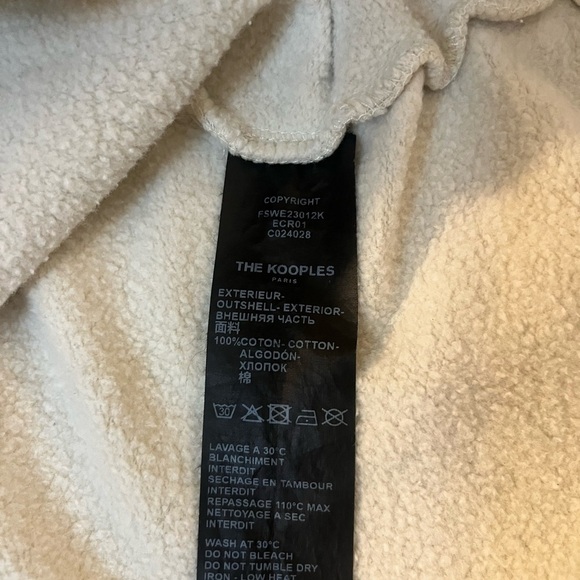 COPYRIGHT
FSWE23012K
ECR01
C024028
THE KOOPLES
PARIS
EXTERIEUR-
OUTSHELL- EXTERIOR-
ВНЕШНЯЯ ЧАСТЬ
面料
100%COTON- COTTON-
ALGODÓN-
ХЛОПОК
棉
30
LAVAGE A 30°C
BLANCHIMENT
INTERDIT
SECHAGE EN TAMBOUR
INTERDIT
REPASSAGE 110°C MAX
NETTOYAGE A SEC
INTERDIT
WASH AT 30°C
DO NOT BLEACH
DO NOT TUMBLE DRY
IRON - LOW HEAT